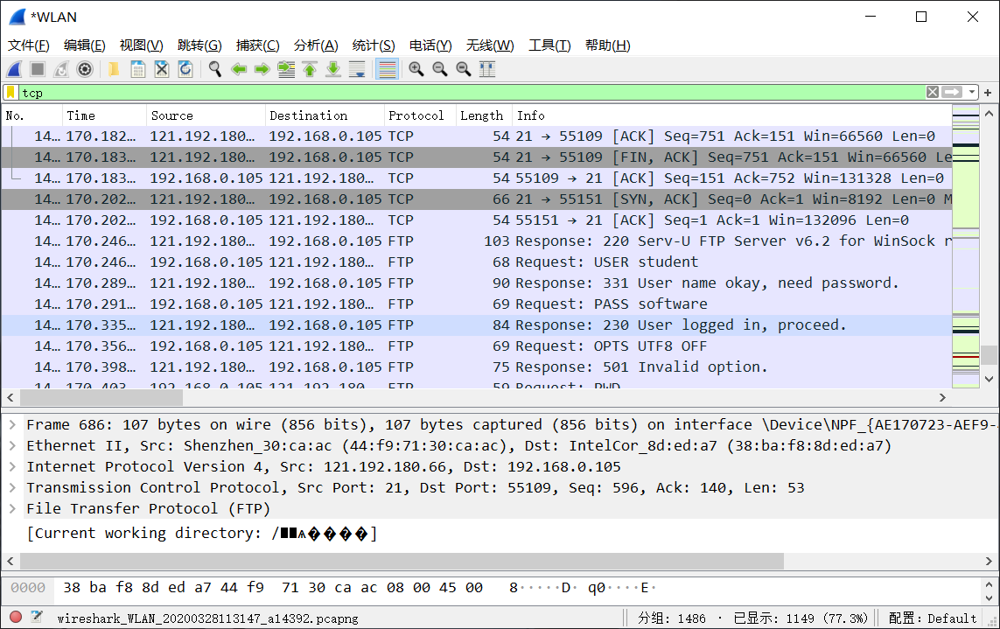 *WLAN
文件(F) 编辑(E) 视图(V) 跳转(G) 捕获(C) 分析(A) 统计(S) 电话(Y) 无线(W) 工具(T) 帮助(H)
tcp
No. Time Source Destination Protocol Length Info
14… 170.182… 121.192.180… 192.168.0.105 TCP 54 21 → 55109 [ACK] Seq=751 Ack=151 Win=66560 Len=0
14… 170.183… 121.192.180… 192.168.0.105 TCP 54 21 → 55109 [FIN, ACK] Seq=751 Ack=151 Win=66560 Le
14… 170.183… 192.168.0.105 121.192.180… TCP 54 55109 → 21 [ACK] Seq=151 Ack=752 Win=131328 Len=0
14… 170.202… 121.192.180… 192.168.0.105 TCP 66 21 → 55151 [SYN, ACK] Seq=0 Ack=1 Win=8192 Len=0 M
14… 170.202… 192.168.0.105 121.192.180… TCP 54 55151 → 21 [ACK] Seq=1 Ack=1 Win=132096 Len=0
14… 170.246… 121.192.180… 192.168.0.105 FTP 103 Response: 220 Serv-U FTP Server v6.2 for WinSock r
14… 170.246… 192.168.0.105 121.192.180… FTP 68 Request: USER student
14… 170.289… 121.192.180… 192.168.0.105 FTP 90 Response: 331 User name okay, need password.
14… 170.291… 192.168.0.105 121.192.180… FTP 69 Request: PASS software
14… 170.335… 121.192.180… 192.168.0.105 FTP 84 Response: 230 User logged in, proceed.
14… 170.356… 192.168.0.105 121.192.180… FTP 69 Request: OPTS UTF8 OFF
14… 170.398… 121.192.180… 192.168.0.105 FTP 75 Response: 501 Invalid option.
14… 170.403… 192.168.0.105 121.192.180… FTP 59 Request: PWD
Frame 686: 107 bytes on wire (856 bits), 107 bytes captured (856 bits) on interface \Device\NPF_{AE170723-AEF9-
Ethernet II, Src: Shenzhen_30:ca:ac (44:f9:71:30:ca:ac), Dst: IntelCor_8d:ed:a7 (38:ba:f8:8d:ed:a7)
Internet Protocol Version 4, Src: 121.192.180.66, Dst: 192.168.0.105
Transmission Control Protocol, Src Port: 21, Dst Port: 55109, Seq: 596, Ack: 140, Len: 53
File Transfer Protocol (FTP)
[Current working directory: /����]
0000 38 ba f8 8d ed a7 44 f9 71 30 ca ac 08 00 45 00 8·····D· q0····E·
wireshark_WLAN_20200328113147_a14392.pcapng 分组: 1486 · 已显示: 1149 (77.3%) 配置: Default